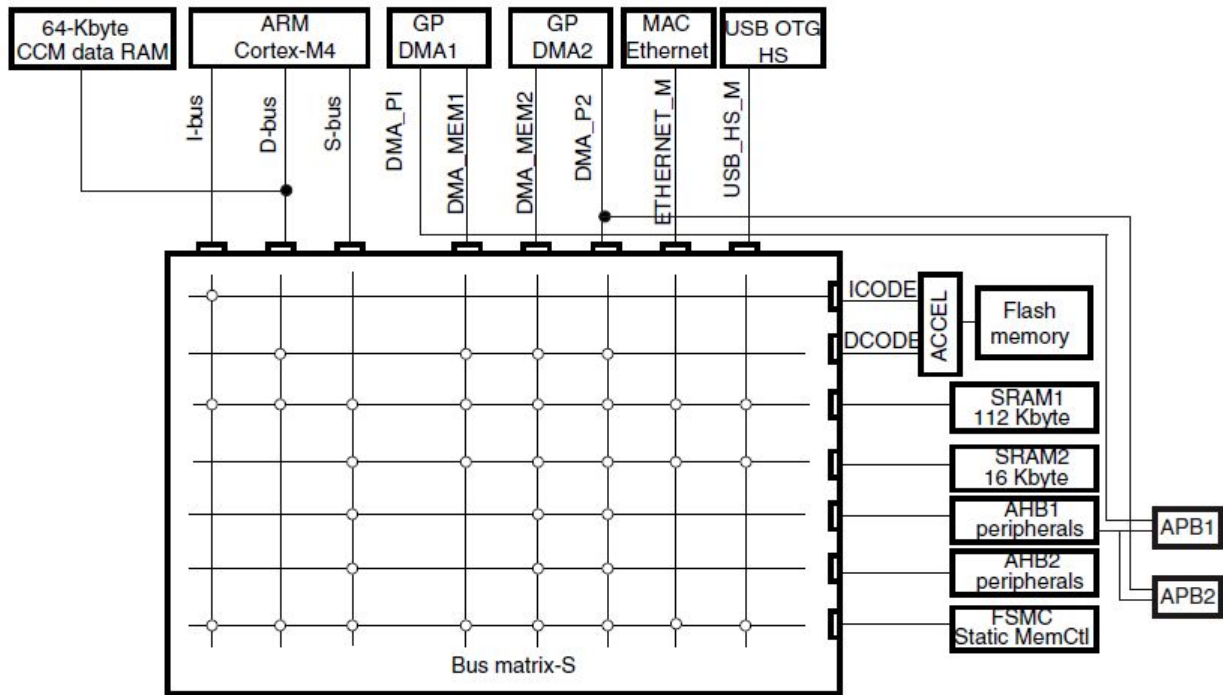 64-Kbyte
CCM data RAM
ARM
Cortex-M4
GP
DMA1
GP
DMA2
MAC
Ethernet
USB OTG
HS
I-bus
D-bus
S-bus
DMA_PI
DMA_MEM1
DMA_MEM2
DMA_P2
ETHERNET_M
USB_HS_M
ICODE
DCODE
ACCEL
Flash
memory
SRAM1
112 Kbyte
SRAM2
16 Kbyte
AHB1
peripherals
AHB2
peripherals
FSMC
Static MemCtl
APB1
APB2
Bus matrix-S